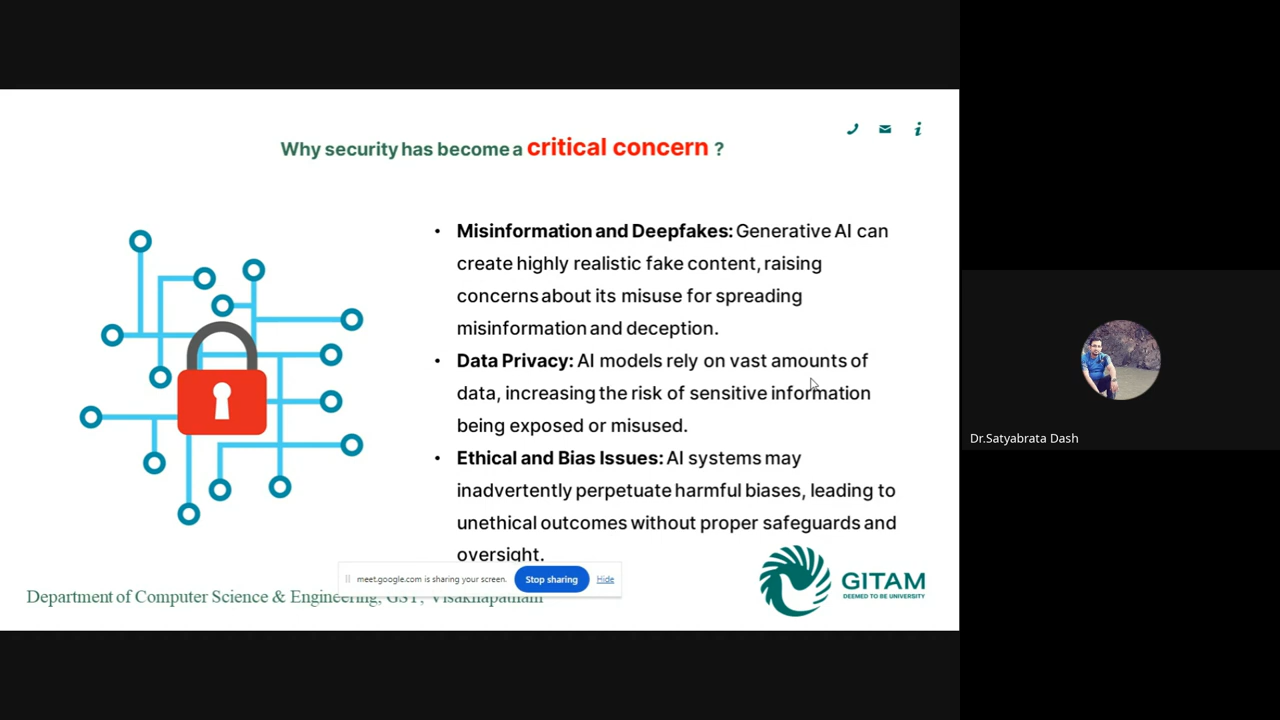 Why security has become a critical concern ?
• Misinformation and Deepfakes: Generative AI can
create highly realistic fake content, raising
concerns about its misuse for spreading
misinformation and deception.
• Data Privacy: AI models rely on vast amounts of
data, increasing the risk of sensitive information
being exposed or misused.
• Ethical and Bias Issues: AI systems may
inadvertently perpetuate harmful biases, leading to
unethical outcomes without proper safeguards and
oversight.
meet.google.com is sharing your screen. Stop sharing Hide
Department of Computer Science & Engineering, GST, Visakhapatnam
GITAM
DEEMED TO BE UNIVERSITY
Dr.Satyabrata Dash